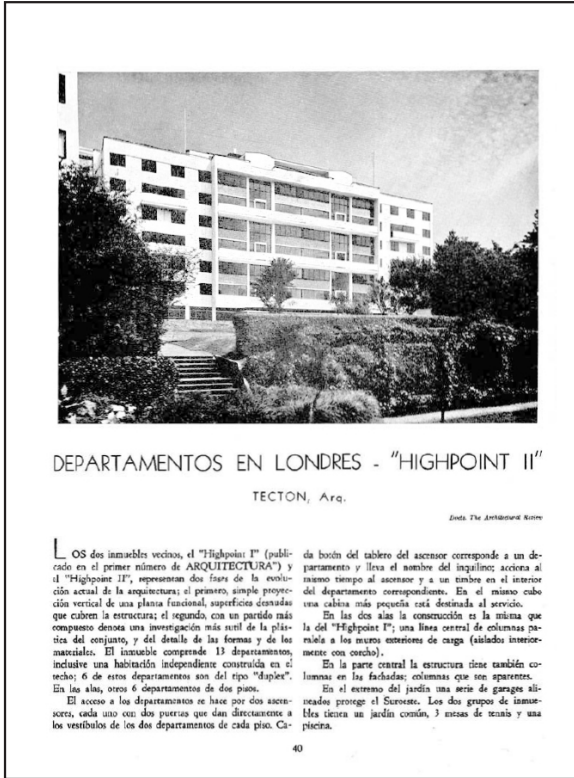 DEPARTAMENTOS EN LONDRES - "HIGHPOINT II"
TECTON, Arq.
The Architectural Review
LOS dos inmuebles vecinos, el "Highpoint I" (publi-
cado en el primer número de ARQUITECTURA") y
el "Highpoint II", representan dos fases de la evolu-
ción actual de la arquitectura; el primero, simple proyec-
ción vertical de una planta funcional, superficies desnudas
que cubren la estructura; el segundo, con un partido más
compuesto denota una investigación más sutil de la plás-
tica del conjunto, y del detalle de las formas y de los
materiales. El inmueble comprende 13 departamentos,
inclusive una habitación independiente construída en el
techo; 6 de estos departamentos son del tipo "duplex".
En las alas, otros 6 departamentos de dos pisos.
El acceso a los departamentos se hace por dos ascen-
sores, cada uno con dos puertas que dan directamente a
los vestíbulos de los dos departamentos de cada piso. Ca-
da botón del tablero del ascensor corresponde a un de-
partamento y lleva el nombre del inquilino; acciona al
mismo tiempo al ascensor y a un timbre en el interior
del departamento correspondiente. En el mismo cubo
una cabina más pequeña está destinada al servicio.
En las dos alas la construcción es la misma que
la del "Highpoint I"; una línea central de columnas pa-
ralela a los muros exteriores de carga (aislados interior-
mente con corcho).
En la parte central la estructura tiene también co-
lumnas en las fachadas; columnas que son aparentes.
En el extremo del jardín una serie de garages ali-
neados protege el Suroeste. Los dos grupos de inmue-
bles tienen un jardín común, 3 mesas de tennis y una
piscina.
40